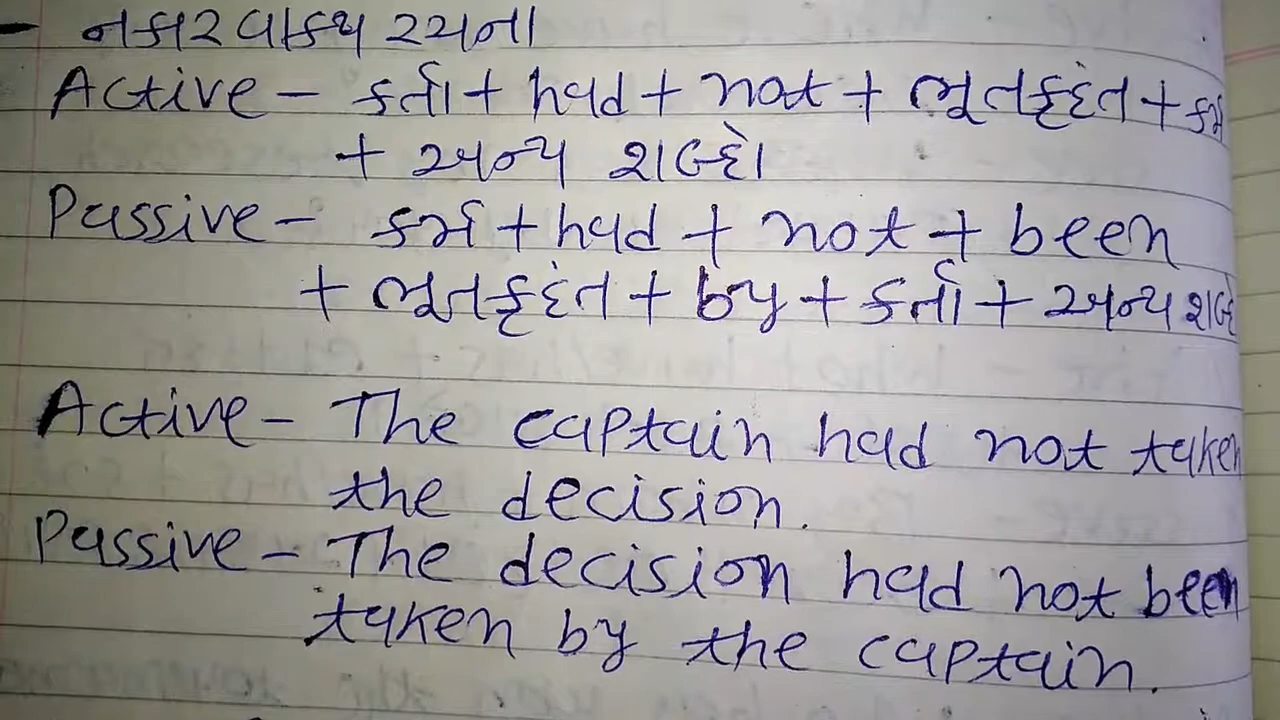 - નકાર વાક્ય રચના
Active - કર્તા + had + not + ભૂતકૃદંત + કર્મ
+ અન્ય શબ્દો
Passive - કર્મ + had + not + been
+ ભૂતકૃદંત + by + કર્તા + અન્ય શબ્દો
Active - The captain had not taken
the decision.
Passive - The decision had not been
taken by the captain.